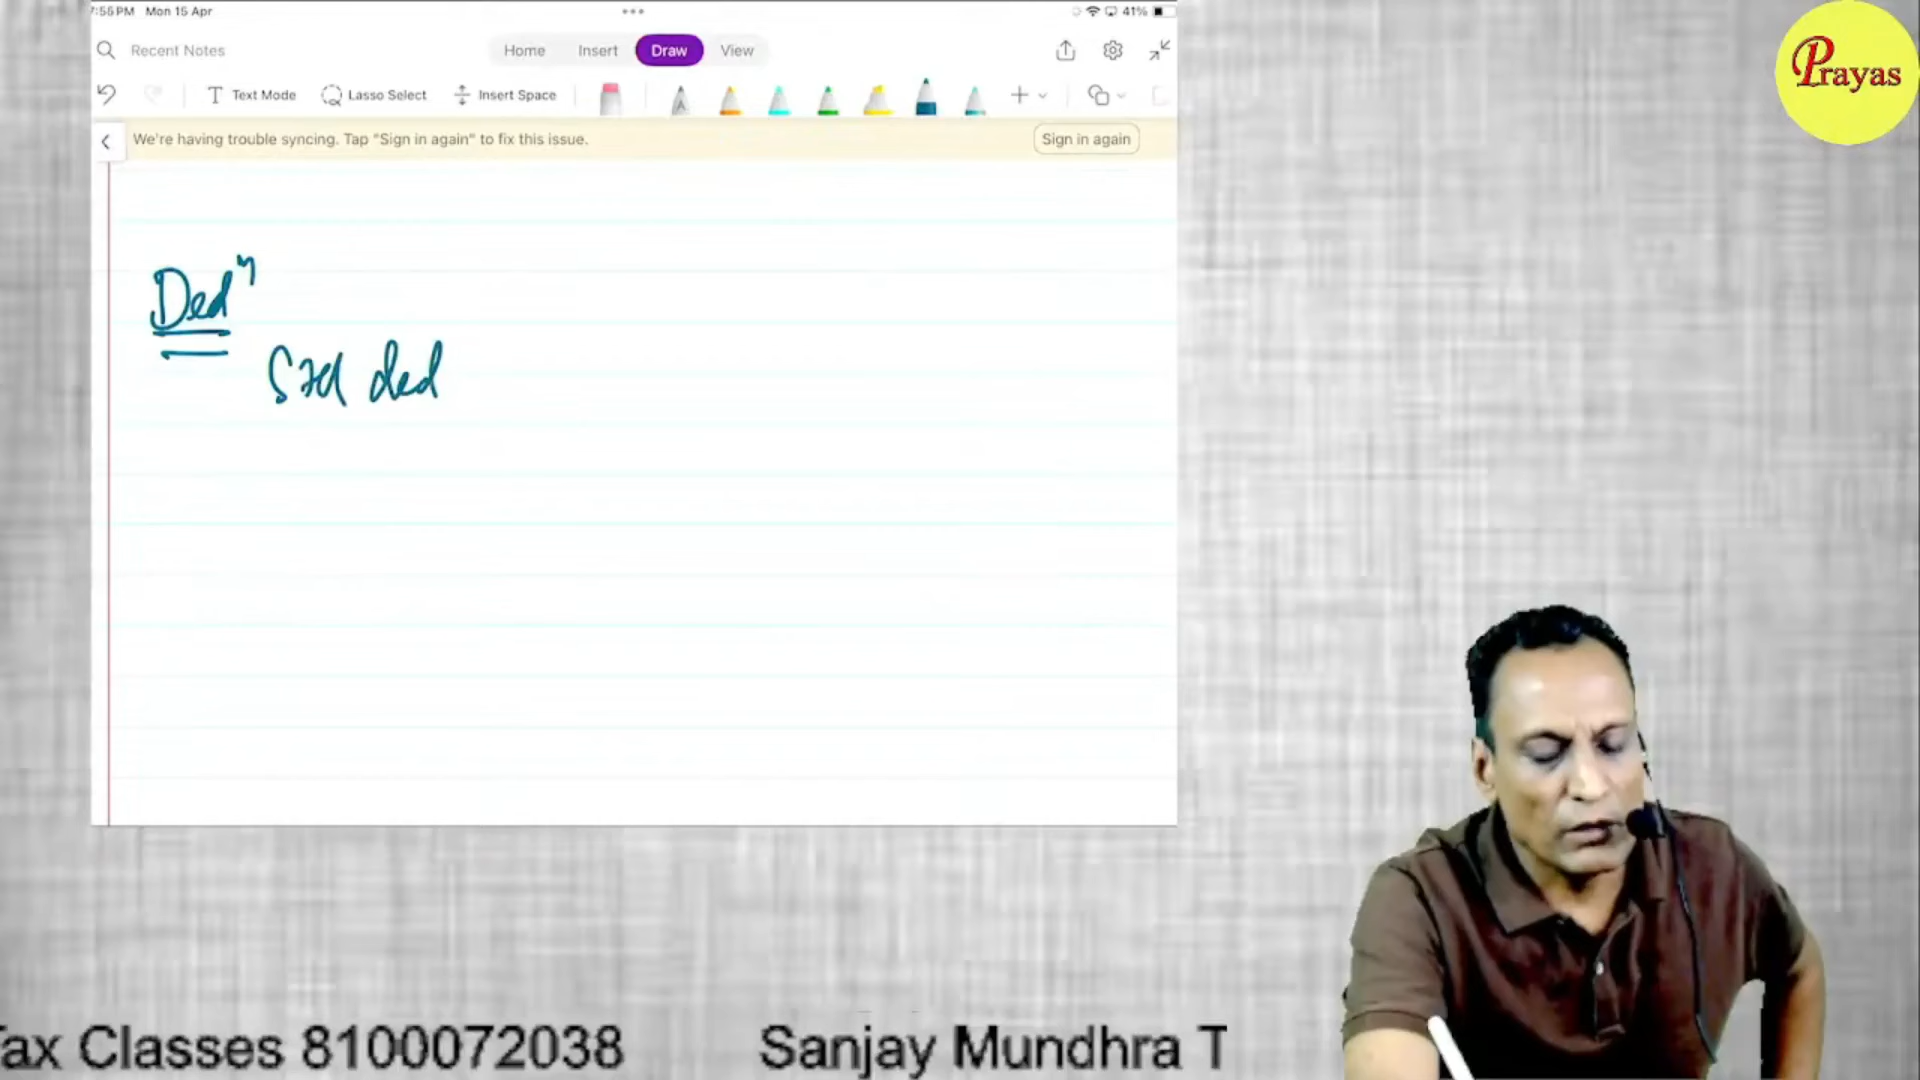 7:56 PM Mon 15 Apr
41%
Recent Notes
Home Insert Draw View
Text Mode Lasso Select Insert Space
We're having trouble syncing. Tap "Sign in again" to fix this issue.
Sign in again
Prayas
Dedⁿ
Std ded
Tax Classes 8100072038 Sanjay Mundhra T